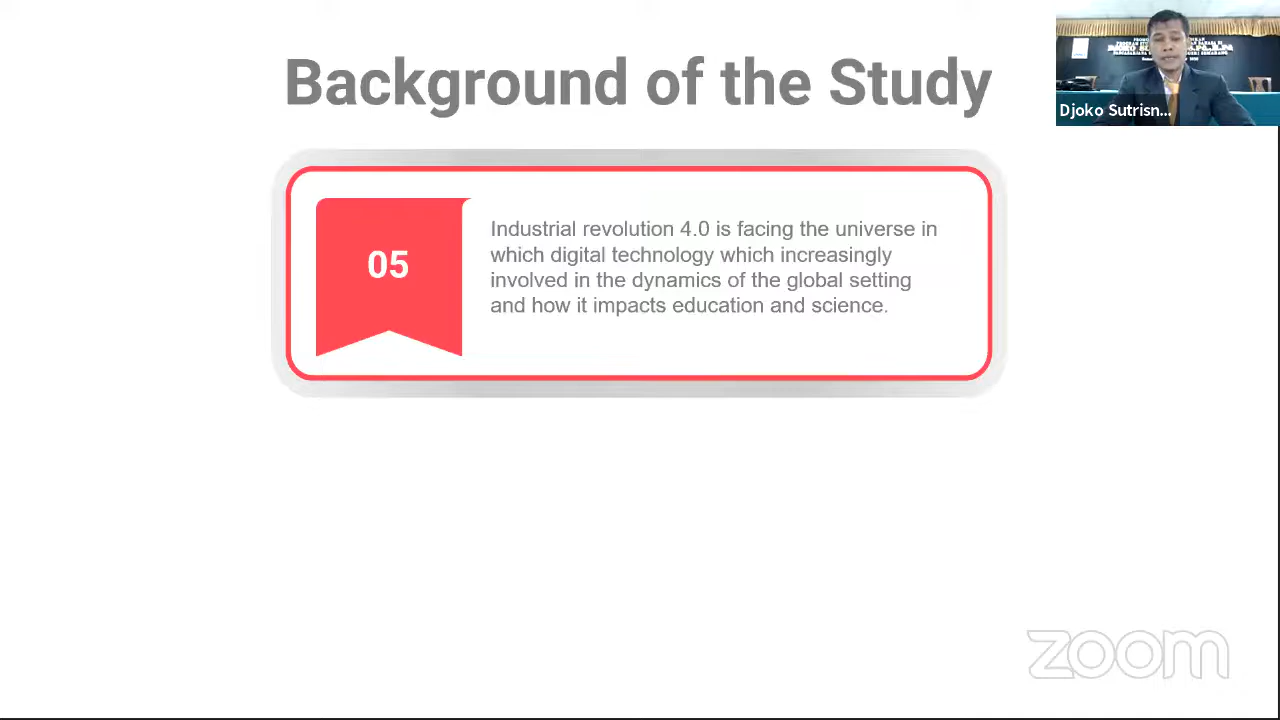 Background of the Study
05
Industrial revolution 4.0 is facing the universe in
which digital technology which increasingly
involved in the dynamics of the global setting
and how it impacts education and science.
Djoko Sutrisn...
zoom